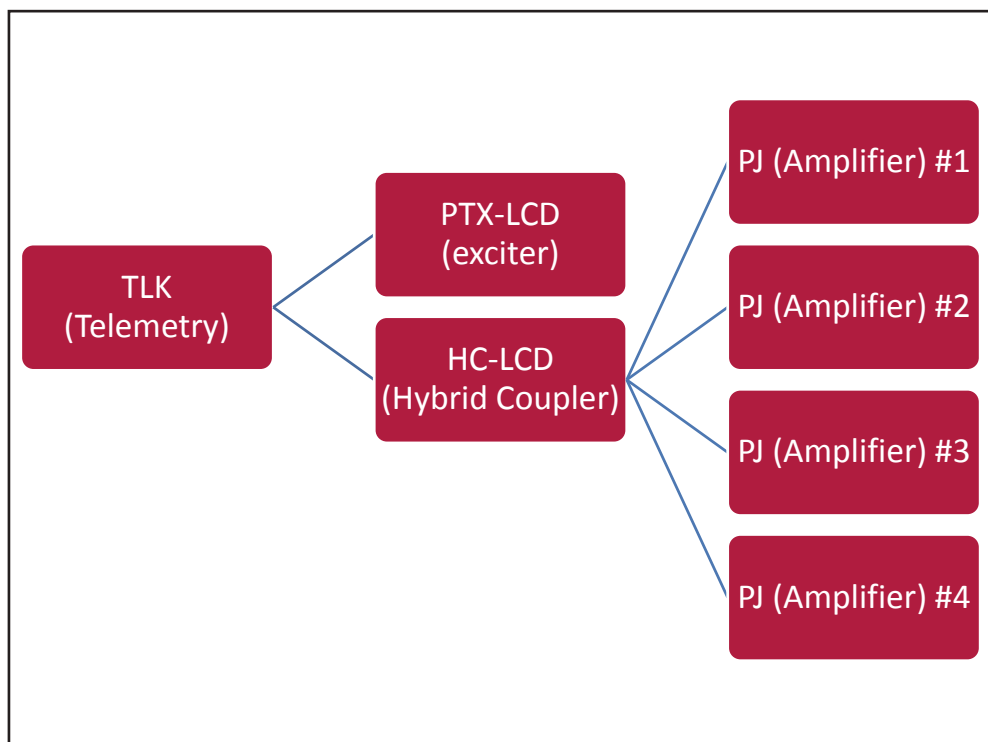 TLK
(Telemetry)
PTX-LCD
(exciter)
HC-LCD
(Hybrid Coupler)
PJ (Amplifier) #1
PJ (Amplifier) #2
PJ (Amplifier) #3
PJ (Amplifier) #4